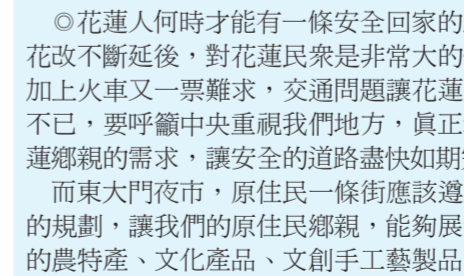 ◎花蓮人何時才能有一條安全回家的
花改不斷延後，對花蓮民眾是非常大的
加上火車又一票難求，交通問題讓花蓮
不已，要呼籲中央重視我們地方，真正
蓮鄉親的需求，讓安全的道路盡快如期
而東大門夜市，原住民一條街應該遵
的規劃，讓我們的原住民鄉親，能夠展
的農特產、文化產品、文創手工藝製品